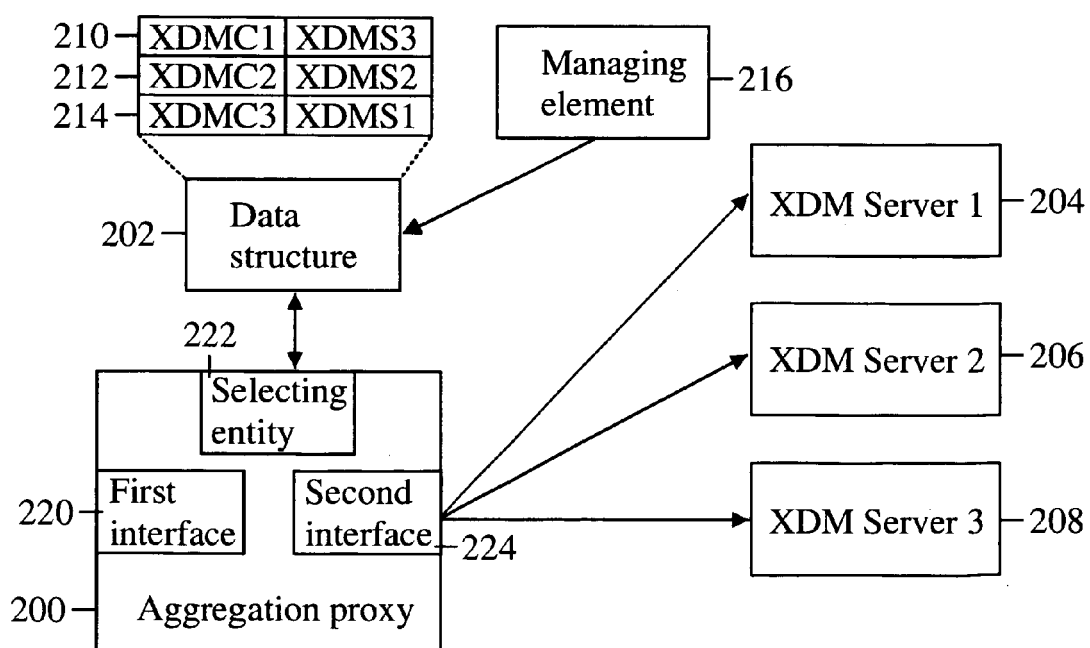 210 XDMC1 XDMS3
212 XDMC2 XDMS2
214 XDMC3 XDMS1
Managing
element
216
202
Data
structure
XDM Server 1
204
XDM Server 2
206
XDM Server 3
208
222
Selecting
entity
220
First
interface
Second
interface
224
200
Aggregation proxy